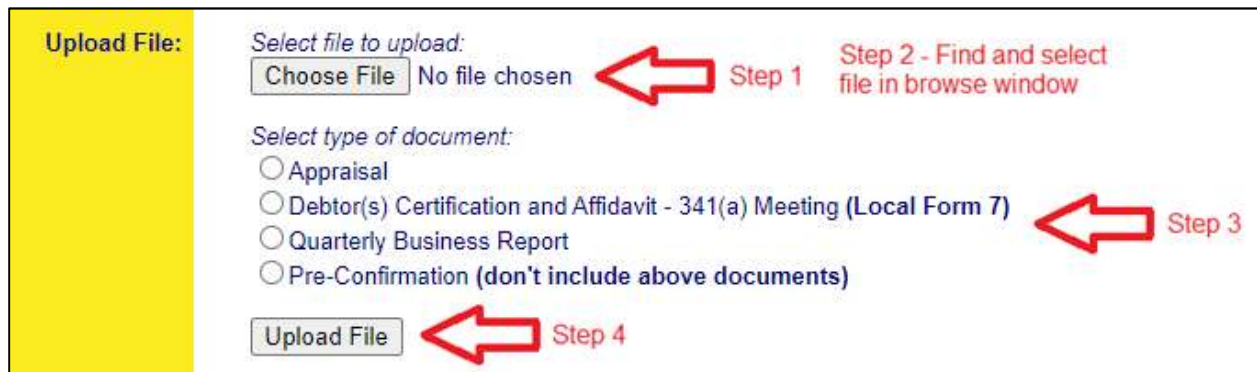 Upload File:
Select file to upload:
Choose File No file chosen
Step 1
Step 2 - Find and select
file in browse window
Select type of document:
Appraisal
Debtor(s) Certification and Affidavit - 341(a) Meeting (Local Form 7)
Step 3
Quarterly Business Report
Pre-Confirmation (don't include above documents)
Upload File
Step 4